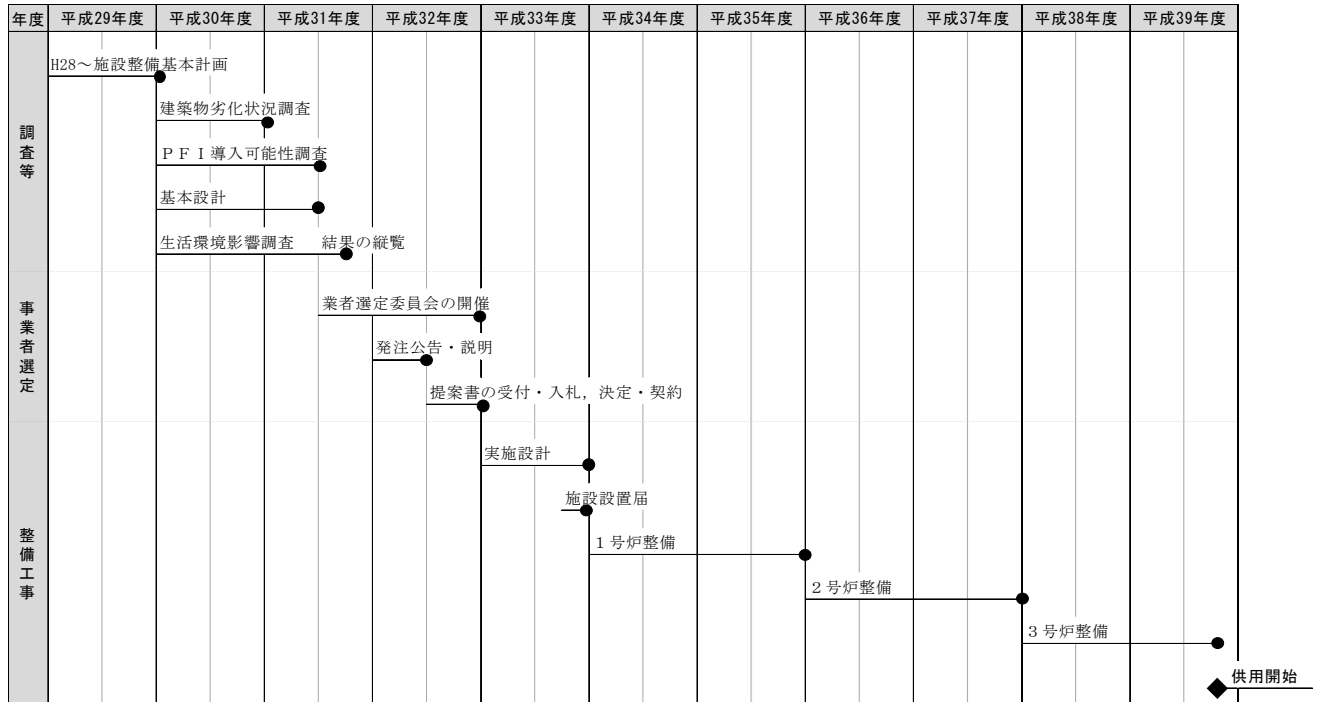 年度 平成29年度 平成30年度 平成31年度 平成32年度 平成33年度 平成34年度 平成35年度 平成36年度 平成37年度 平成38年度 平成39年度
調査等
H28～施設整備基本計画
建築物劣化状況調査
ＰＦＩ導入可能性調査
基本設計
生活環境影響調査 結果の縦覧
事業者選定
業者選定委員会の開催
発注公告・説明
提案書の受付・入札，決定・契約
整備工事
実施設計
施設設置届
１号炉整備
２号炉整備
３号炉整備
供用開始